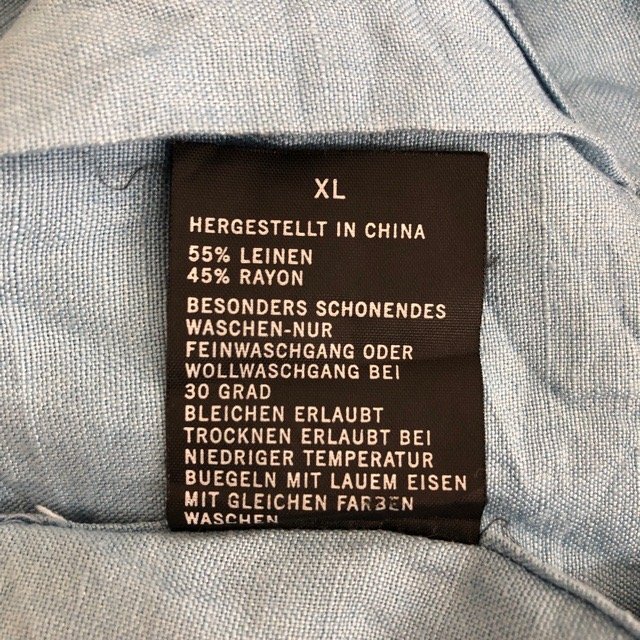 XL
HERGESTELLT IN CHINA
55% LEINEN
45% RAYON
BESONDERS SCHONENDES
WASCHEN-NUR
FEINWASCHGANG ODER
WOLLWASCHGANG BEI
30 GRAD
BLEICHEN ERLAUBT
TROCKNEN ERLAUBT BEI
NIEDRIGER TEMPERATUR
BUEGELN MIT LAUEM EISEN
MIT GLEICHEN FARBEN
WASCHEN